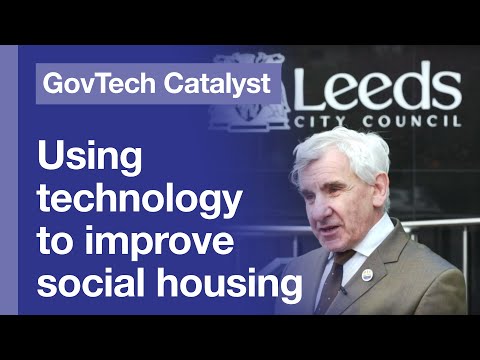 GovTech Catalyst
Leeds
CITY COUNCIL
Using
technology
to improve
social housing